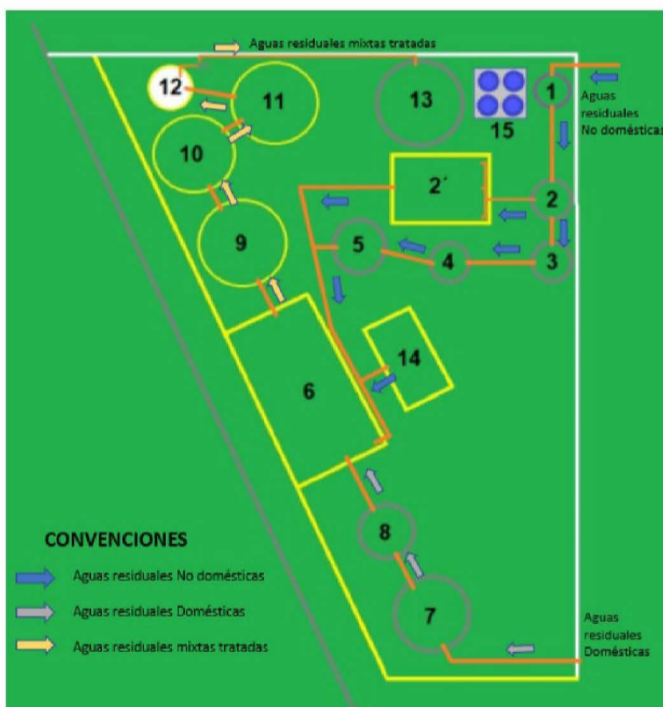 Aguas residuales mixtas tratadas
12
11
13
15
1
Aguas
residuales
No domésticas
10
2´
2
9
5
4
3
14
6
8
CONVENCIONES
Aguas residuales No domésticas
Aguas residuales Domésticas
Aguas residuales mixtas tratadas
7
Aguas
residuales
Domésticas